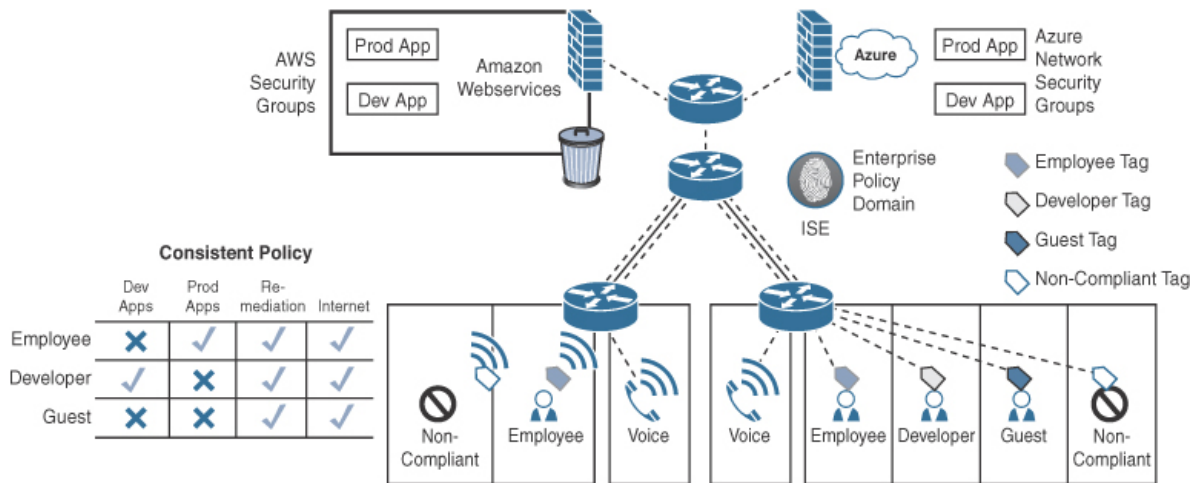 AWS
Security
Groups
Prod App
Dev App
Amazon
Webservices
Azure
Prod App
Dev App
Azure
Network
Security
Groups
Enterprise
Policy
Domain
ISE
Employee Tag
Developer Tag
Guest Tag
Non-Compliant Tag
Consistent Policy
Dev
Apps
Prod
Apps
Re-
mediation
Internet
Employee
Developer
Guest
Non-
Compliant
Employee
Voice
Voice
Employee
Developer
Guest
Non-
Compliant